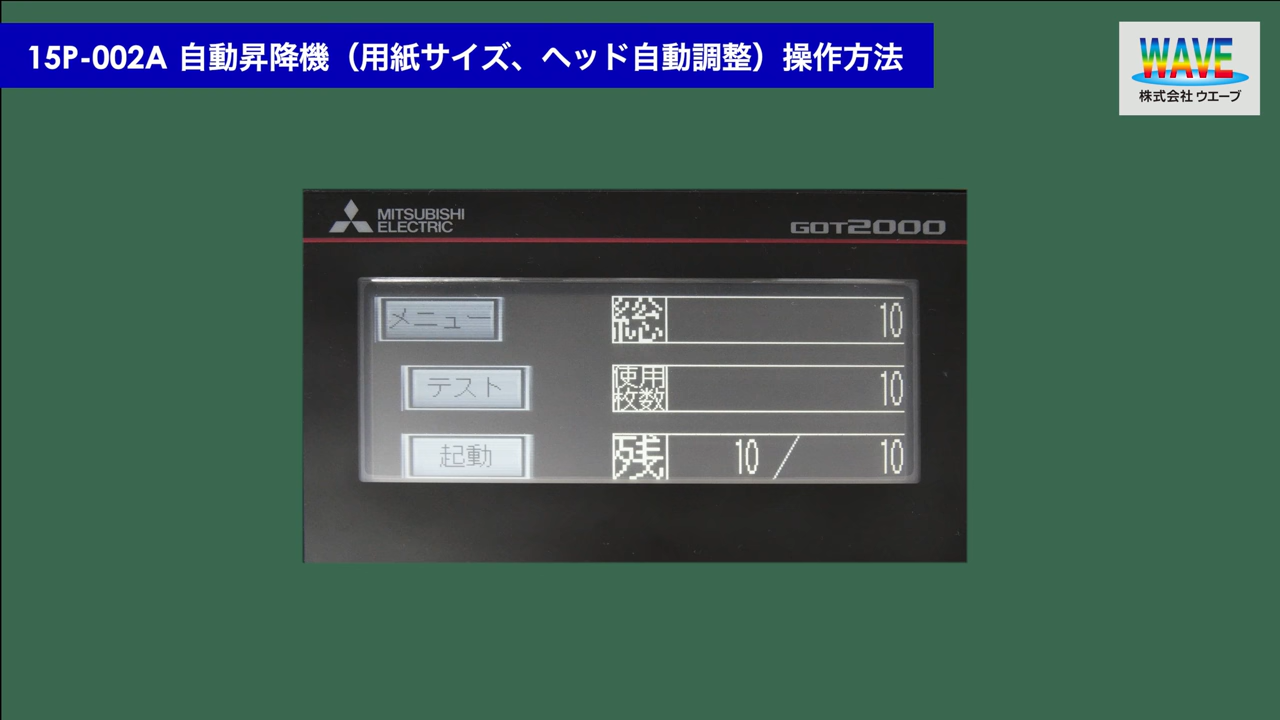 15P-002A 自動昇降機（用紙サイズ、ヘッド自動調整）操作方法
WAVE
株式会社 ウエーブ
MITSUBISHI
ELECTRIC
GOT2000
メニュー
総 10
テスト
使用枚数 10
起動
残 10 / 10